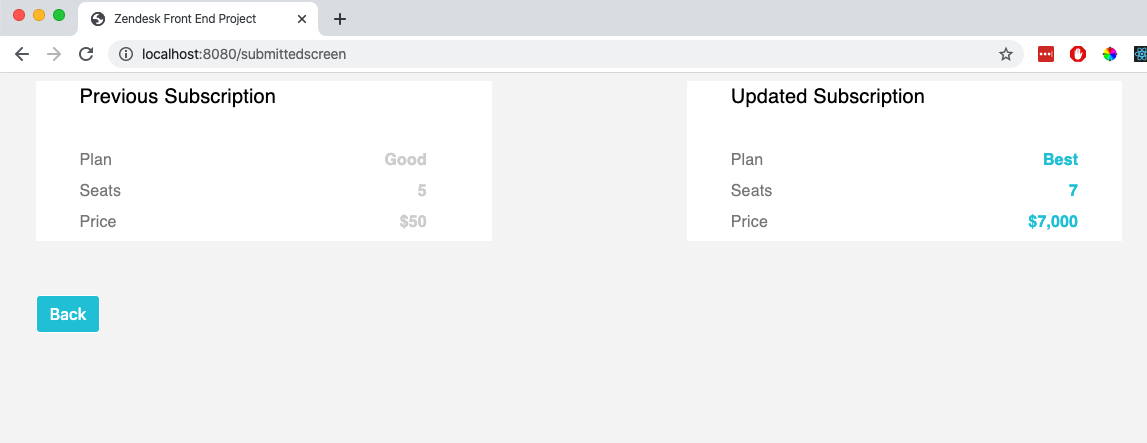 Zendesk Front End Project
localhost:8080/submittedscreen
Previous Subscription
Plan Good
Seats 5
Price $50
Updated Subscription
Plan Best
Seats 7
Price $7,000
Back